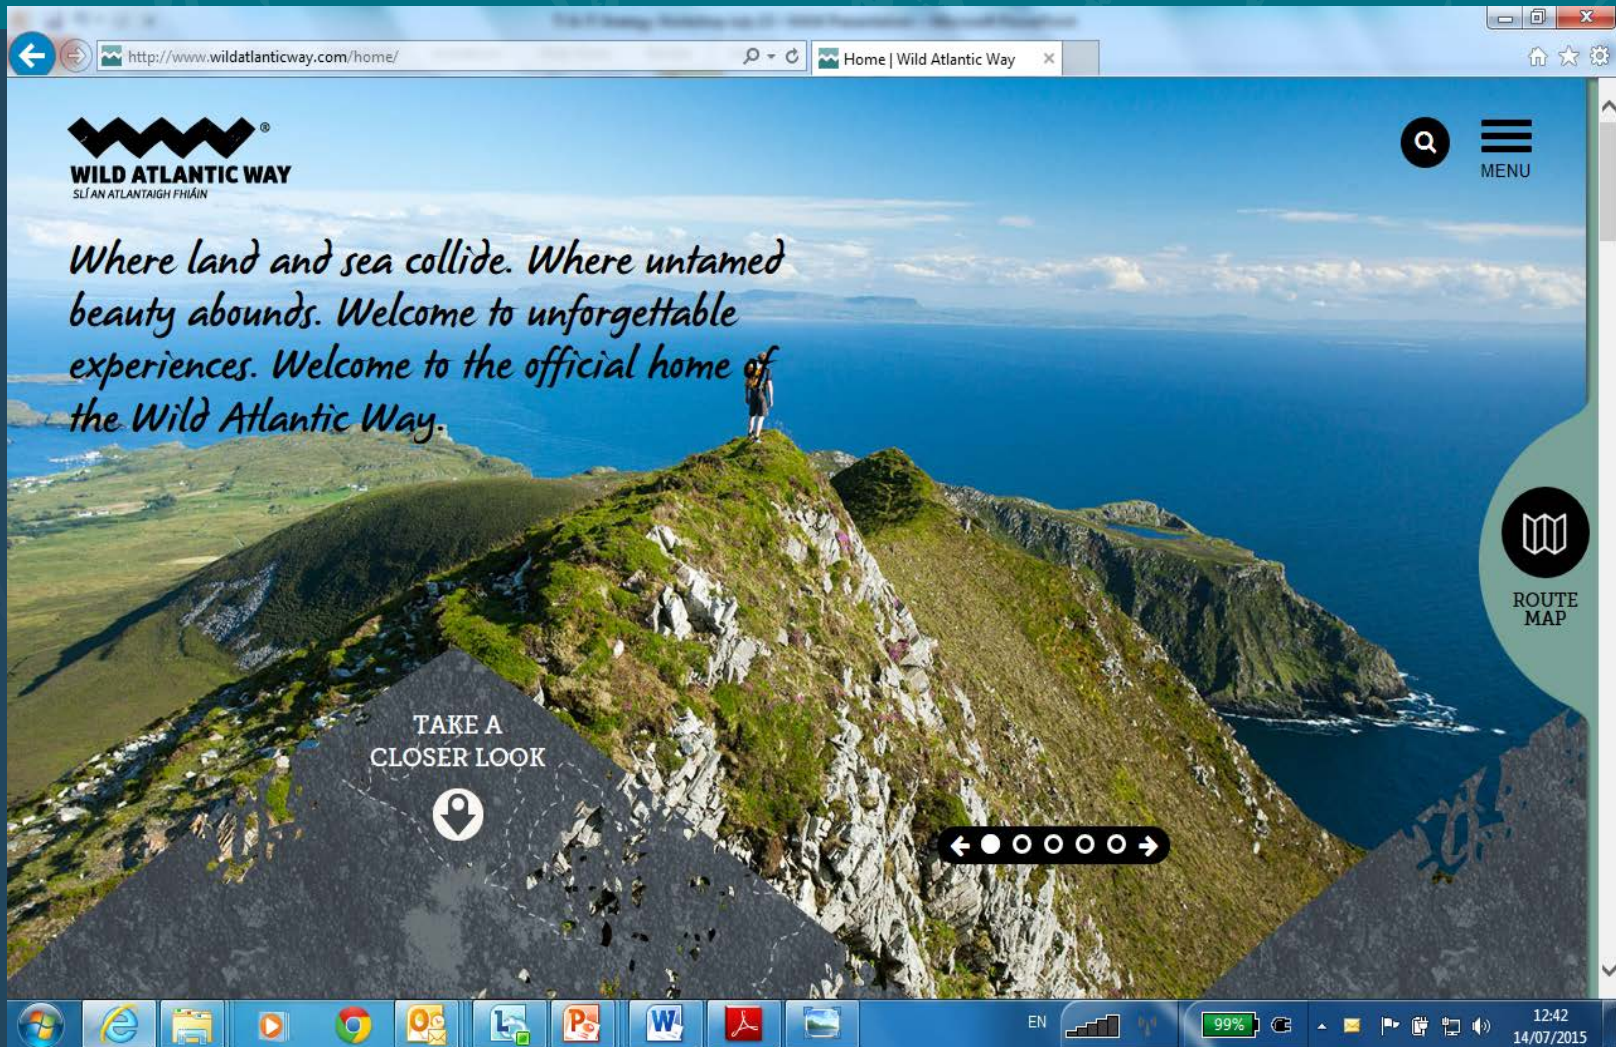 http://www.wildatlanticway.com/home/
Home | Wild Atlantic Way
WILD ATLANTIC WAY ®
SLÍ AN ATLANTAIGH FHIÁIN
MENU
Where land and sea collide. Where untamed
beauty abounds. Welcome to unforgettable
experiences. Welcome to the official home of
the Wild Atlantic Way.
ROUTE
MAP
TAKE A
CLOSER LOOK
EN
99%
12:42
14/07/2015